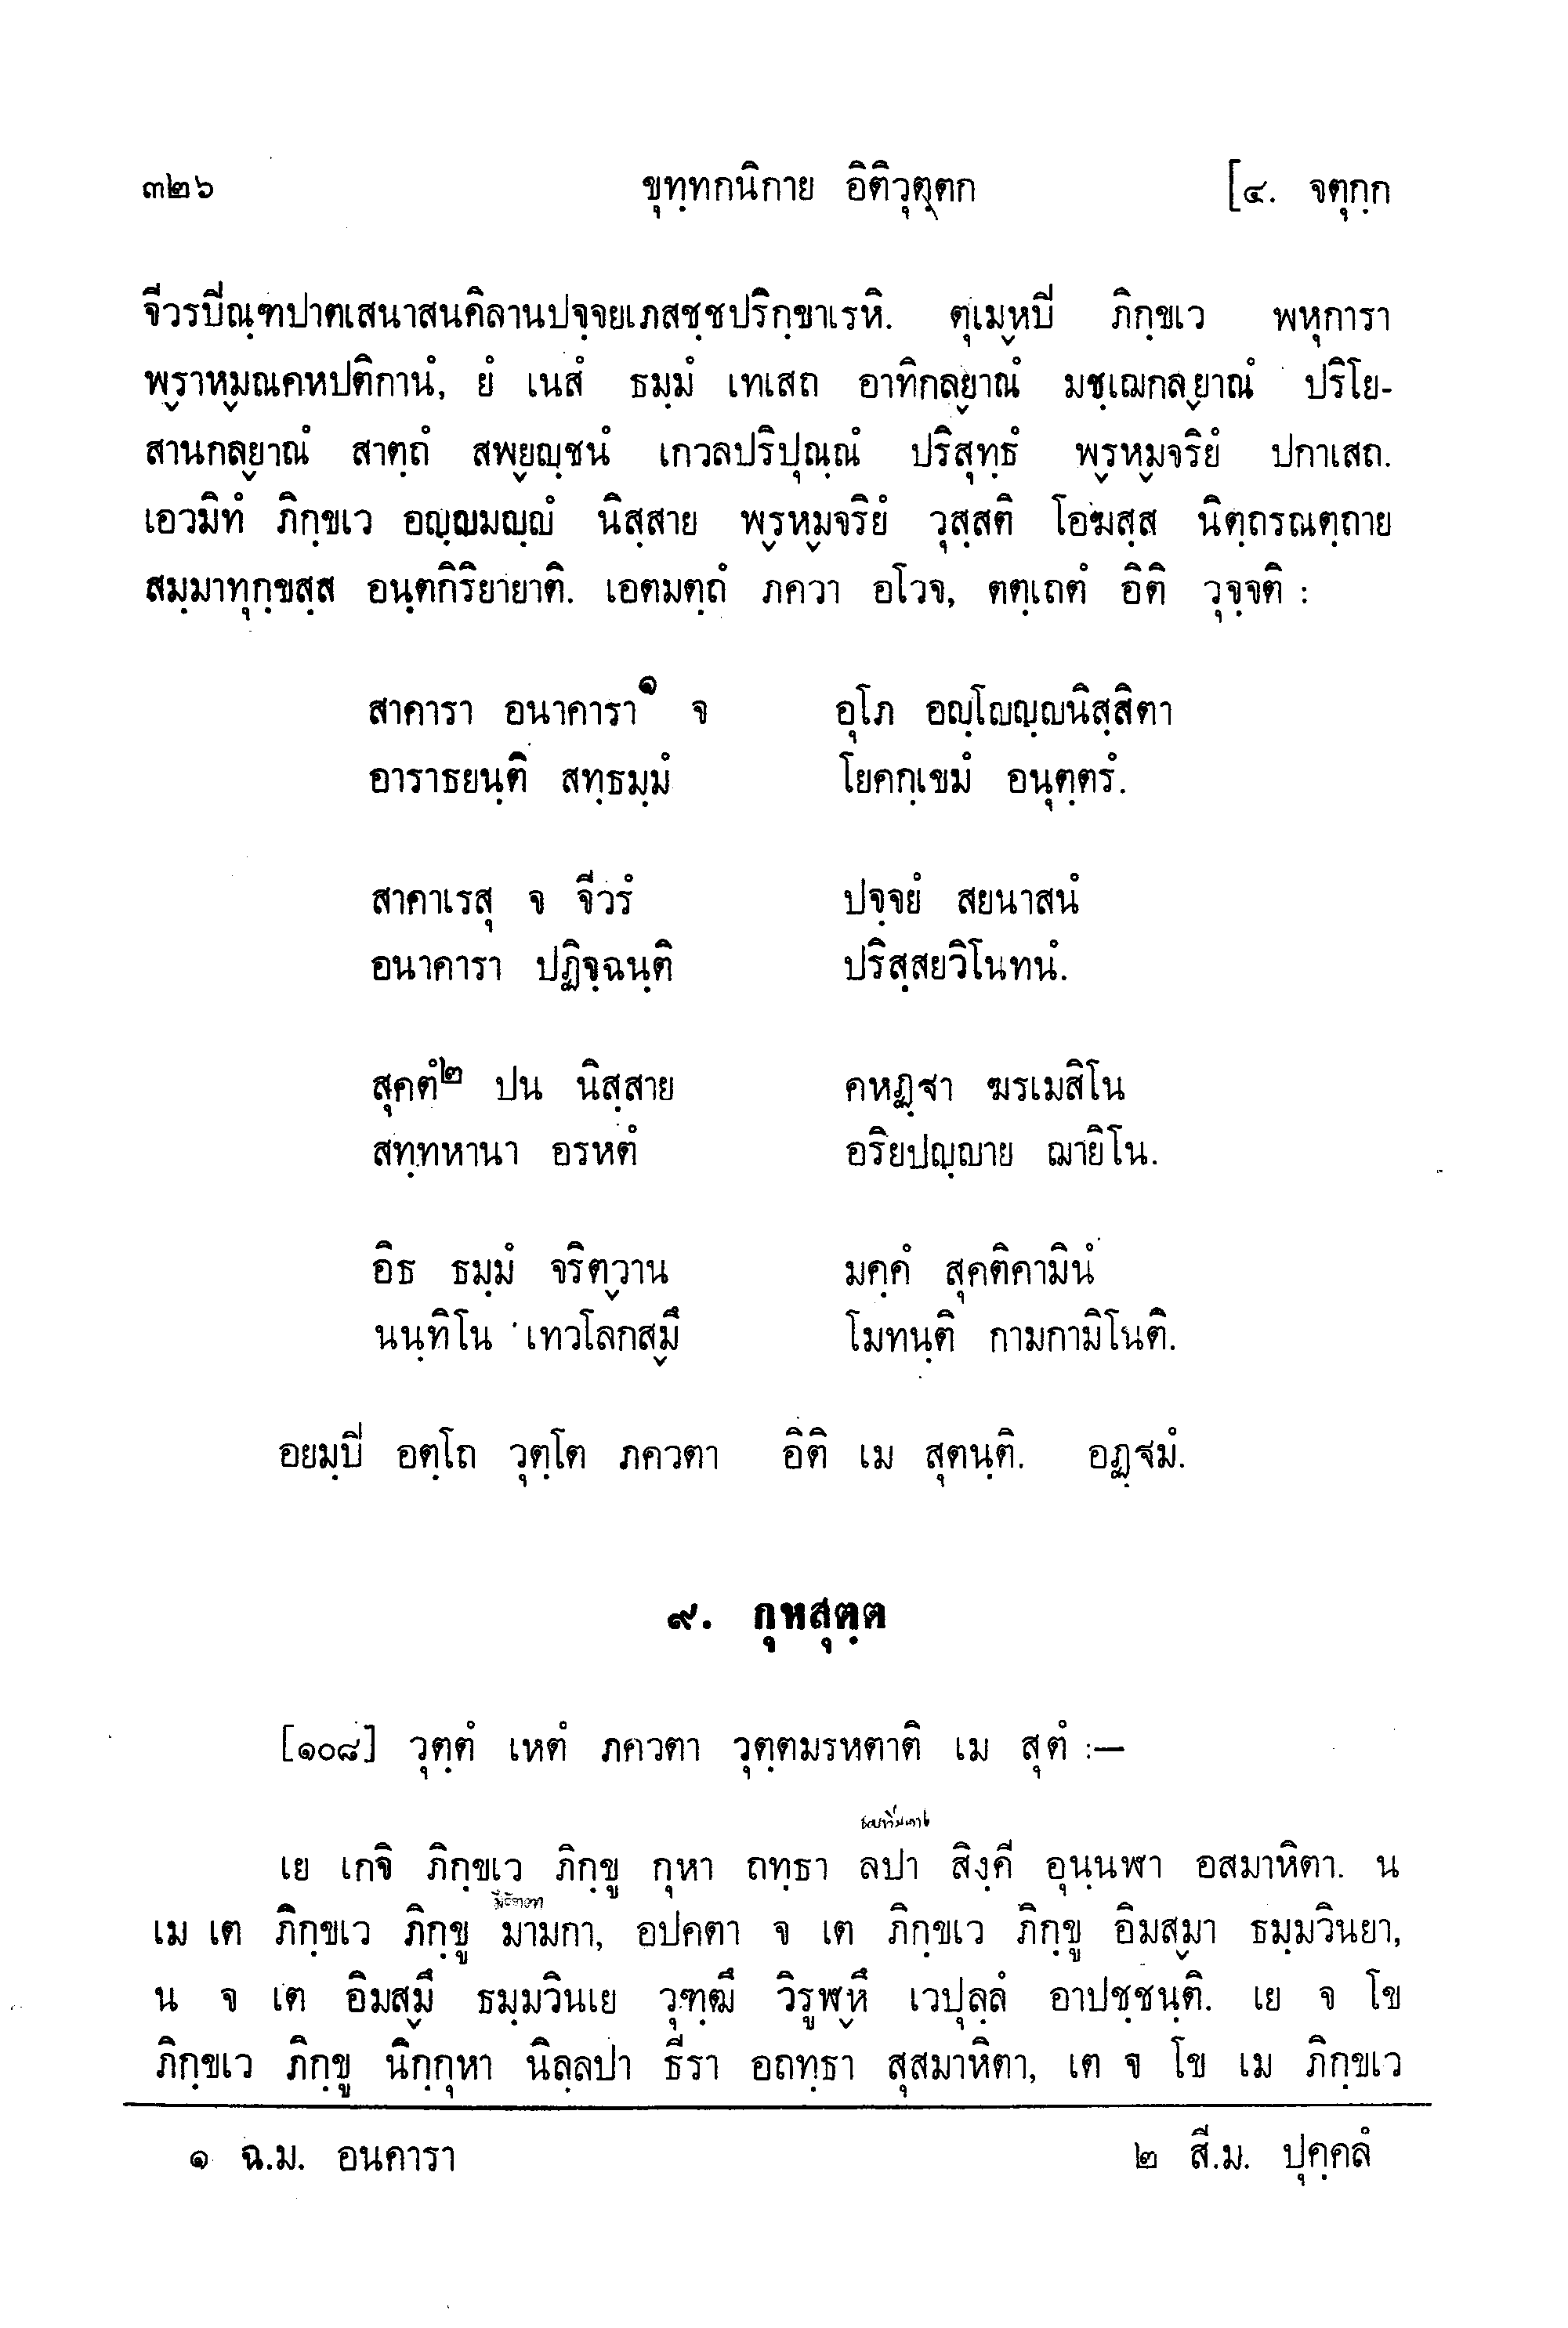 ๓๒๖ ขุทฺทกนิกาย อิติวุตฺตก [๔. จตุกฺก
จีวรปิณฺฑปาตเสนาสนคิลานปจฺจยเภสชฺชปริกฺขาเรหิ. ตุเมฺหปิ ภิกฺขเว พหุการา
พฺราหฺมณคหปติกานํ, ยํ เนสํ ธมฺมํ เทเสถ อาทิกลฺยาณํ มชฺเฌกลฺยาณํ ปริโย-
สานกลฺยาณํ สาตฺถํ สพฺยญฺชนํ เกวลปริปุณฺณํ ปริสุทฺธํ พฺรหฺมจริยํ ปกาเสถ.
เอวมิทํ ภิกฺขเว อญฺญมญฺญํ นิสฺสาย พฺรหฺมจริยํ วุสฺสติ โอฆสฺส นิตฺถรณตฺถาย
สมฺมาทุกฺขสฺส อนฺตกิริยายาติ. เอตมตฺถํ ภควา อโวจ, ตตฺเถตํ อิติ วุจฺจติ :
สาคารา อนาคารา๑ จ อุโภ อญฺโญญฺญนิสฺสิตา
อาราธยนฺติ สทฺธมฺมํ โยคกฺเขมํ อนุตฺตรํ.
สาคาเรสุ จ จีวรํ ปจฺจยํ สยนาสนํ
อนาคารา ปฏิจฺฉนฺติ ปริสฺสยวิโนทนํ.
สุคตํ๒ ปน นิสฺสาย คหฏฺฐา ฆรเมสิโน
สทฺทหานา อรหตํ อริยปญฺญาย ฌายิโน.
อิธ ธมฺมํ จริตฺวาน มคฺคํ สุคติคามินํ
นนฺทิโน เทวโลกสฺมึ โมทนฺติ กามกามิโนติ.
อยมฺปิ อตฺโถ วุตฺโต ภควตา อิติ เม สุตนฺติ. อฏฺฐมํ.
๙. กุหสุตฺต
[๑๐๘] วุตฺตํ เหตํ ภควตา วุตฺตมรหตาติ เม สุตํ :—
เย เกจิ ภิกฺขเว ภิกฺขู กุหา ถทฺธา ลปา สิงฺคี อุนฺนฬา อสมาหิตา. น
เม เต ภิกฺขเว ภิกฺขู มามกา, อปคตา จ เต ภิกฺขเว ภิกฺขู อิมสฺมา ธมฺมวินยา,
น จ เต อิมสฺมึ ธมฺมวินเย วุฑฺฒึ วิรูฬฺหึ เวปุลฺลํ อาปชฺชนฺติ. เย จ โข
ภิกฺขเว ภิกฺขู นิกฺกุหา นิลฺลปา ธีรา อถทฺธา สุสมาหิตา, เต จ โข เม ภิกฺขเว
๑ ฉ.ม. อนคารา ๒ สี.ม. ปุคฺคลํ